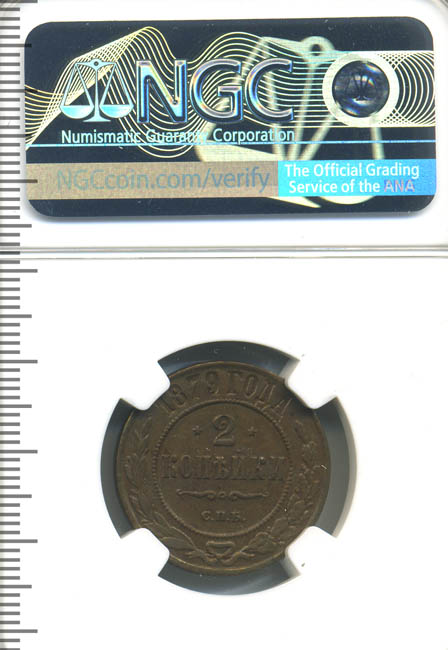 NGC
Numismatic Guaranty Corporation
NGCcoin.com/verify
The Official Grading
Service of the ANA
1879 ГОДА
2
КОПѢЙКИ
С.П.Б.